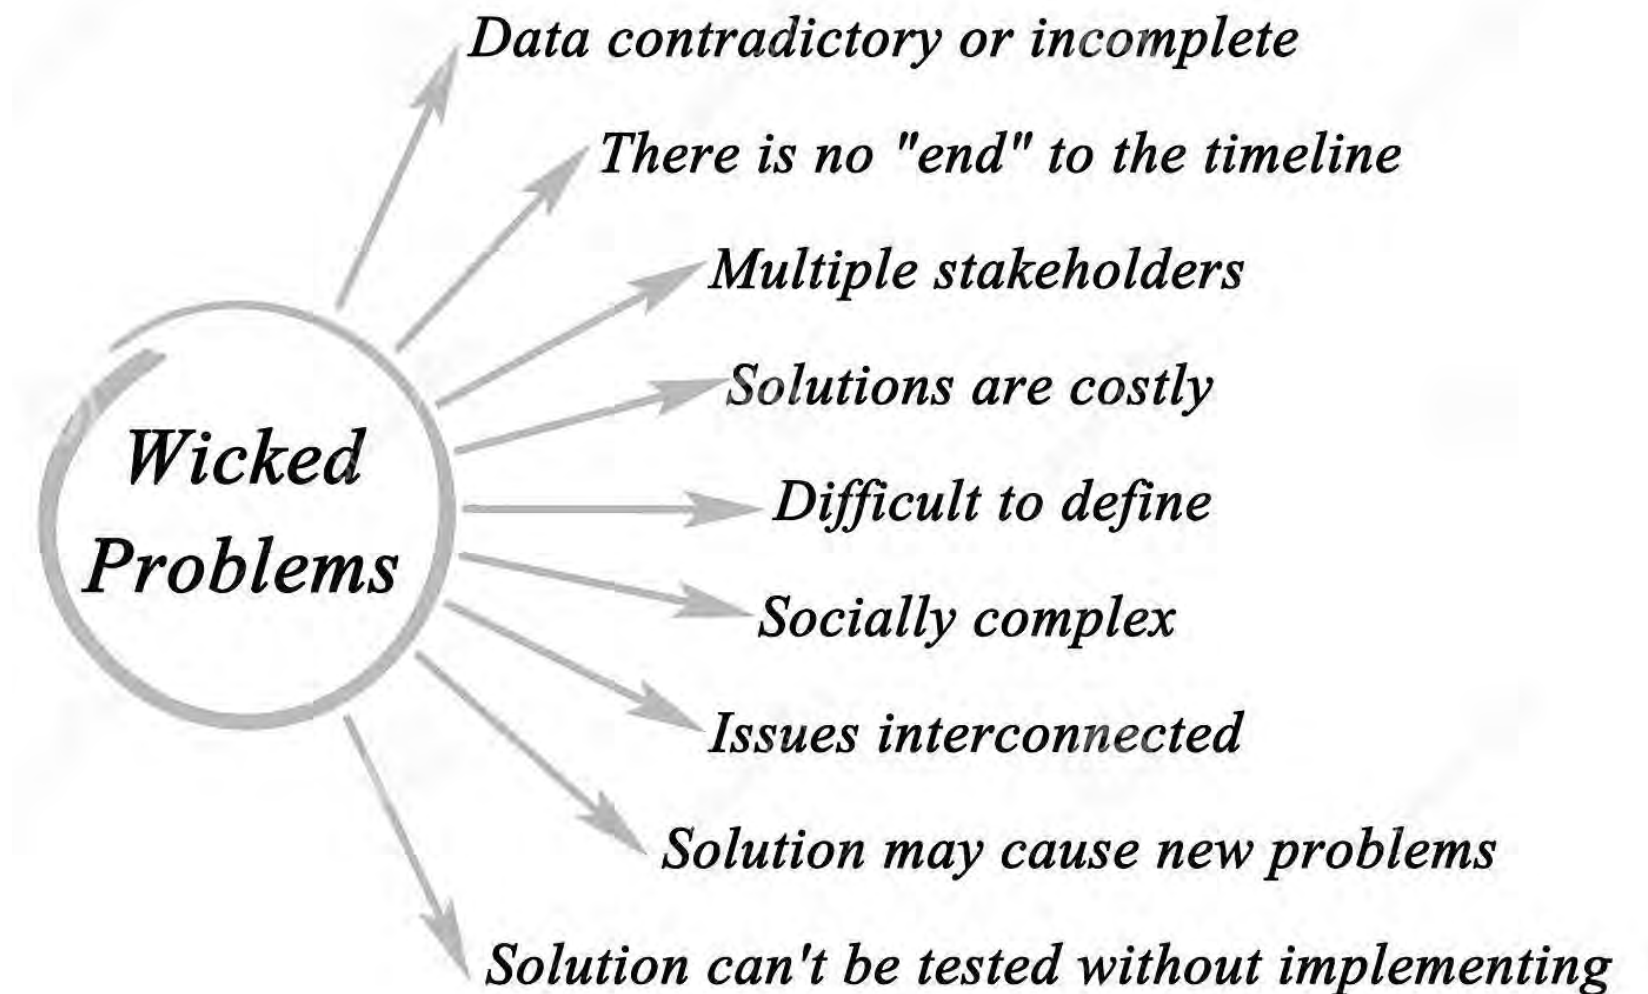 Data contradictory or incomplete
There is no "end" to the timeline
Multiple stakeholders
Solutions are costly
Wicked
Problems
Difficult to define
Socially complex
Issues interconnected
Solution may cause new problems
Solution can't be tested without implementing